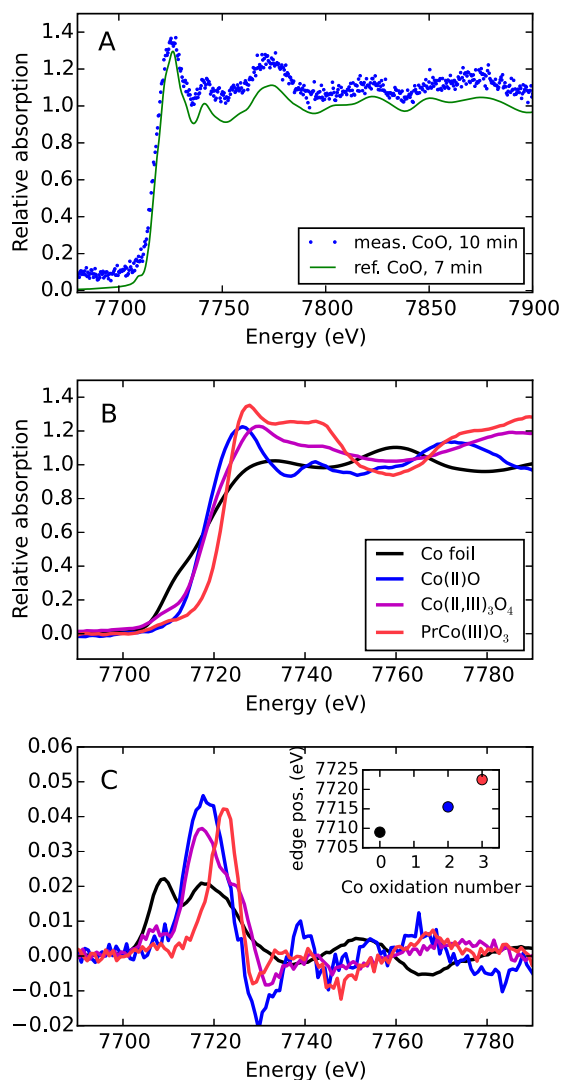 A
1.4
1.2
1.0
0.8
0.6
0.4
0.2
0.0
Relative absorption
meas. CoO, 10 min
ref. CoO, 7 min
7700 7750 7800 7850 7900
Energy (eV)
B
1.4
1.2
1.0
0.8
0.6
0.4
0.2
0.0
Relative absorption
Co foil
Co(II)O
Co(II,III)₃O₄
PrCo(III)O₃
7700 7720 7740 7760 7780
Energy (eV)
C
0.06
0.05
0.04
0.03
0.02
0.01
0.00
−0.01
−0.02
edge pos. (eV)
7725
7720
7715
7710
7705
0 1 2 3
Co oxidation number
7700 7720 7740 7760 7780
Energy (eV)